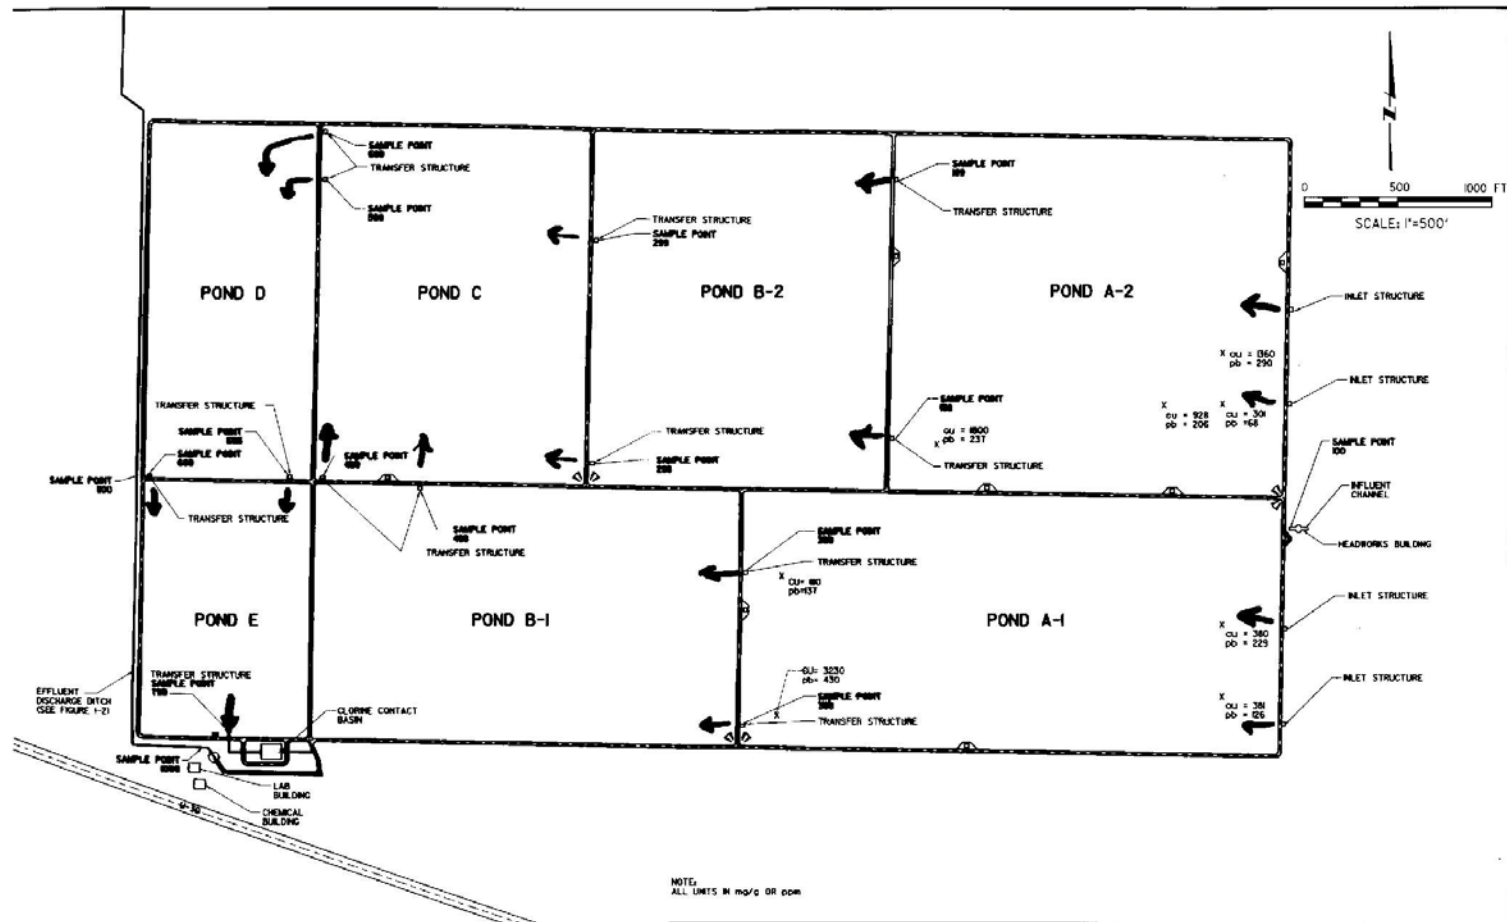 SAMPLE POINT
TRANSFER STRUCTURE
SAMPLE POINT
SAMPLE POINT
TRANSFER STRUCTURE
0 500 1000 FT
SCALE: 1"=500'
TRANSFER STRUCTURE
SAMPLE POINT
299
POND D
POND C
POND B-2
POND A-2
INLET STRUCTURE
X cu = 1360
pb = 290
INLET STRUCTURE
X
cu = 928
pb = 206
X
cu = 301
pb =68
TRANSFER STRUCTURE
SAMPLE POINT
SAMPLE POINT
SAMPLE POINT
TRANSFER STRUCTURE
SAMPLE POINT
SAMPLE POINT
X cu = 1800
pb = 237
TRANSFER STRUCTURE
SAMPLE POINT
100
SAMPLE POINT
INFLUENT
CHANNEL
TRANSFER STRUCTURE
SAMPLE POINT
TRANSFER STRUCTURE
HEADWORKS BUILDING
SAMPLE POINT
TRANSFER STRUCTURE
X
pb=137
INLET STRUCTURE
POND E
POND B-1
POND A-1
X
cu = 380
pb = 229
TRANSFER STRUCTURE
SAMPLE POINT
cu= 3230
pb= 430
X
INLET STRUCTURE
EFFLUENT
DISCHARGE DITCH
(SEE FIGURE 1-2)
CLORINE CONTACT
BASIN
SAMPLE POINT
TRANSFER STRUCTURE
X
cu = 381
pb = 126
SAMPLE POINT
LAB
BUILDING
CHEMICAL
BUILDING
NOTE:
ALL UNITS IN mg/g OR ppm